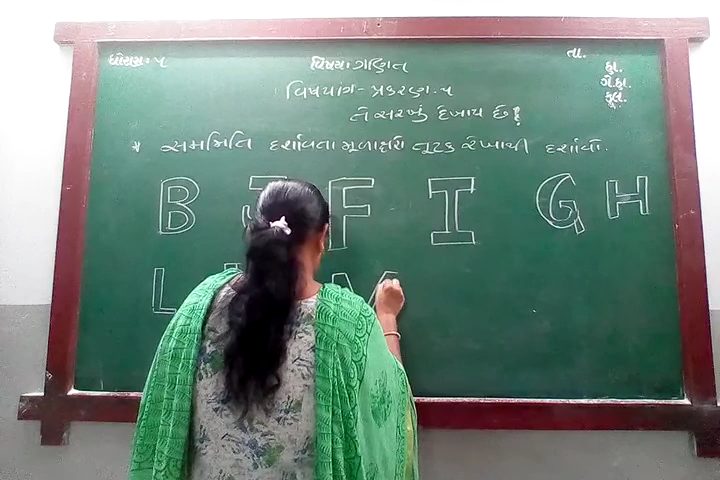 ધોરણ: ૫ વિષય: ગણિત તા.
હા.
વિષયાંગ - પ્રકરણ. ૫ ગે.હા.
તે સરખું દેખાય છે! કુલ.
* સમમિતિ દર્શાવતા મૂળાક્ષરો તૂટક રેખાથી દર્શાવો.
B J F I G H
L M